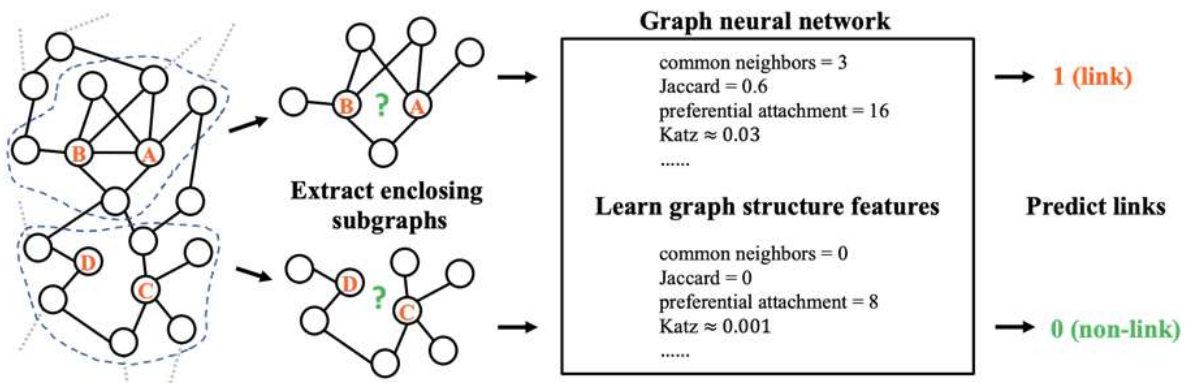 B
A
D
C
B
?
A
Extract enclosing
subgraphs
D
?
C
Graph neural network
common neighbors = 3
Jaccard = 0.6
preferential attachment = 16
Katz ≈ 0.03
......
Learn graph structure features
common neighbors = 0
Jaccard = 0
preferential attachment = 8
Katz ≈ 0.001
......
1 (link)
Predict links
0 (non-link)